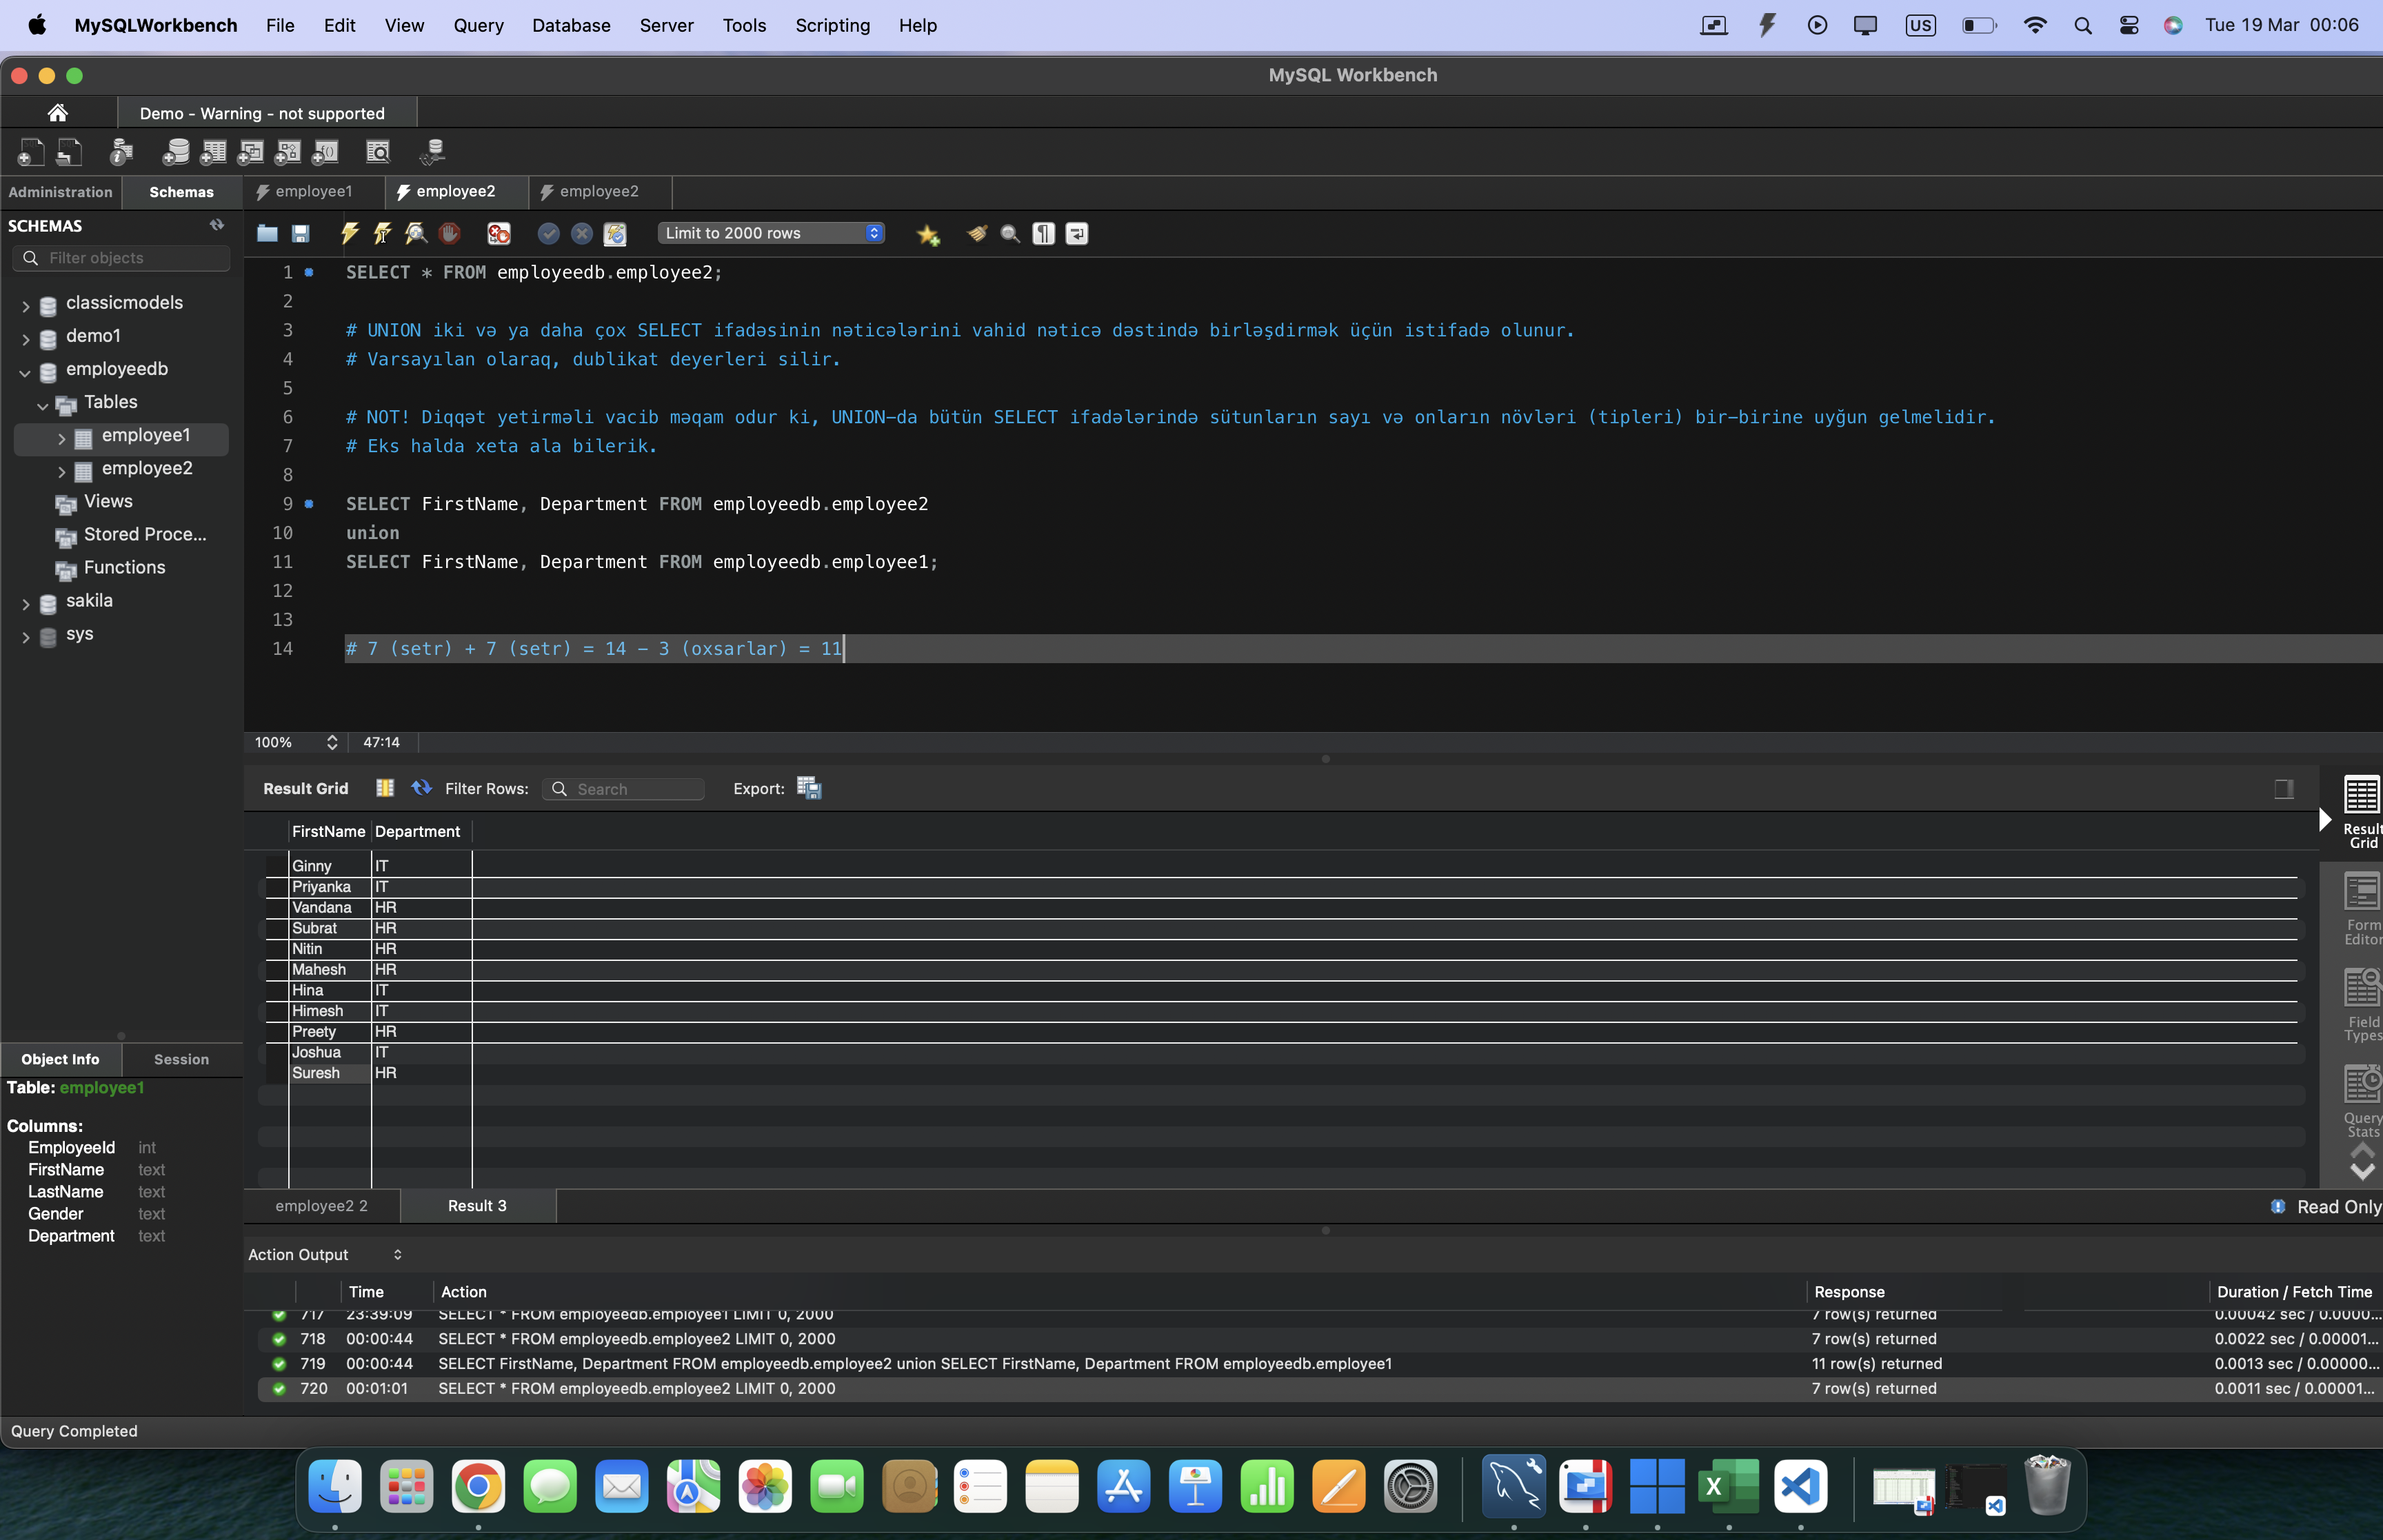 MySQLWorkbench File Edit View Query Database Server Tools Scripting Help US Tue 19 Mar 00:06
MySQL Workbench
Demo - Warning - not supported
Administration Schemas employee1 employee2 employee2
SCHEMAS
Limit to 2000 rows
Filter objects
classicmodels
demo1
employeedb
Tables
employee1
employee2
Views
Stored Proce...
Functions
sakila
sys
1 SELECT * FROM employeedb.employee2;
2
3 # UNION iki və ya daha çox SELECT ifadəsinin nəticələrini vahid nəticə dəstində birləşdirmək üçün istifadə olunur.
4 # Varsayılan olaraq, dublikat deyerleri silir.
5
6 # NOT! Diqqət yetirməli vacib məqam odur ki, UNION-da bütün SELECT ifadələrində sütunların sayı və onların növləri (tipleri) bir-birine uyğun gelmelidir.
7 # Eks halda xeta ala bilerik.
8
9 SELECT FirstName, Department FROM employeedb.employee2
10 union
11 SELECT FirstName, Department FROM employeedb.employee1;
12
13
14 # 7 (setr) + 7 (setr) = 14 - 3 (oxsarlar) = 11
100% 47:14
Result Grid Filter Rows: Search Export:
FirstName Department
Ginny IT
Priyanka IT
Vandana HR
Subrat HR
Nitin HR
Mahesh HR
Hina IT
Himesh IT
Preety HR
Joshua IT
Suresh HR
Result
Grid
Form
Editor
Field
Types
Query
Stats
employee2 2 Result 3 Read Only
Object Info Session
Table: employee1
Columns:
EmployeeId int
FirstName text
LastName text
Gender text
Department text
Action Output
Time Action Response Duration / Fetch Time
717 23:39:09 SELECT * FROM employeedb.employee1 LIMIT 0, 2000 7 row(s) returned 0.00042 sec / 0.0000...
718 00:00:44 SELECT * FROM employeedb.employee2 LIMIT 0, 2000 7 row(s) returned 0.0022 sec / 0.00001...
719 00:00:44 SELECT FirstName, Department FROM employeedb.employee2 union SELECT FirstName, Department FROM employeedb.employee1 11 row(s) returned 0.0013 sec / 0.00000...
720 00:01:01 SELECT * FROM employeedb.employee2 LIMIT 0, 2000 7 row(s) returned 0.0011 sec / 0.00001...
Query Completed